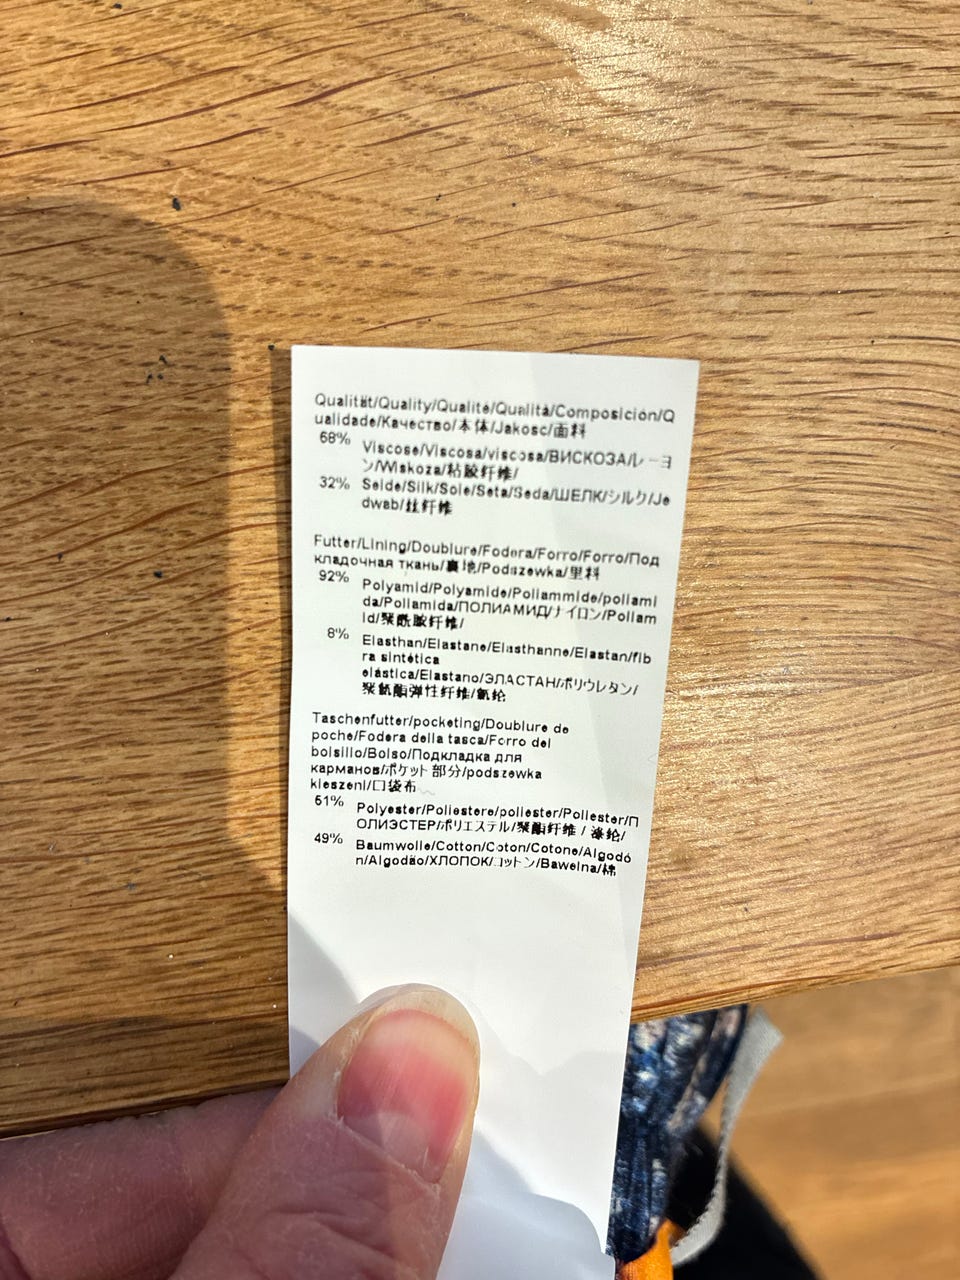 Qualität/Quality/Qualité/Qualità/Composición/Q
ualidade/Качество/本体/Jakosc/面料
68% Viscose/Viscosa/viscosa/ВИСКОЗА/レーヨ
ン/Wiskoza/粘胶纤维/
32% Seide/Silk/Soie/Seta/Seda/ШЕЛК/シルク/Je
dwab/丝纤维
Futter/Lining/Doublure/Fodera/Forro/Forro/Под
кладочная ткань/裏地/Podszewka/里料
92% Polyamid/Polyamide/Poliammide/poliami
da/Poliamida/ПОЛИАМИД/ナイロン/Poliam
id/聚酰胺纤维/
8% Elasthan/Elastane/Elasthanne/Elastan/fib
ra sintética
elástica/Elastano/ЭЛАСТАН/ポリウレタン/
聚氨酯弹性纤维/氨纶
Taschenfutter/pocketing/Doublure de
poche/Fodera della tasca/Forro del
bolsillo/Bolso/Подкладка для
карманов/ポケット部分/podszewka
kieszeni/口袋布
51% Polyester/Poliestere/poliester/Poliester/П
ОЛИЭСТЕР/ポリエステル/聚酯纤维 / 涤纶/
49% Baumwolle/Cotton/Coton/Cotone/Algodó
n/Algodão/ХЛОПОК/コットン/Bawelna/棉